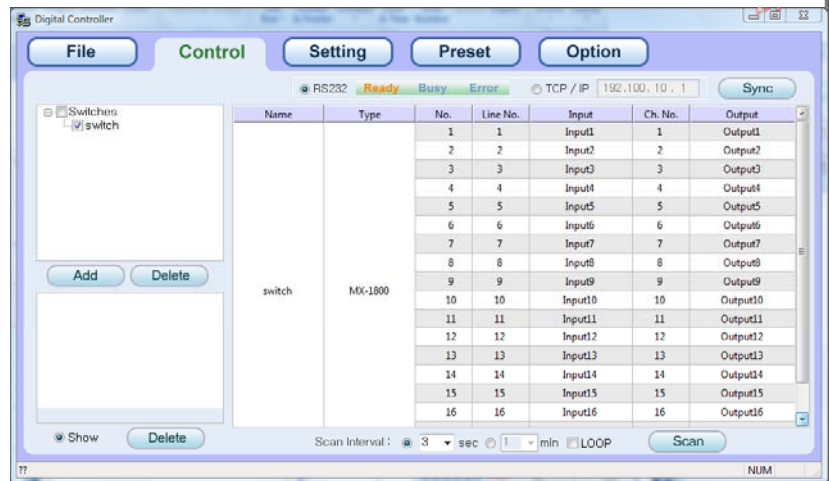 Digital Controller
File Control Setting Preset Option
RS232 Ready Busy Error TCP / IP 192.100.10.1 Sync
Switches
switch
Add Delete
Show Delete
Name Type No. Line No. Input Ch. No. Output
switch MX-1800
1 1 Input1 1 Output1
2 2 Input2 2 Output2
3 3 Input3 3 Output3
4 4 Input4 4 Output4
5 5 Input5 5 Output5
6 6 Input6 6 Output6
7 7 Input7 7 Output7
8 8 Input8 8 Output8
9 9 Input9 9 Output9
10 10 Input10 10 Output10
11 11 Input11 11 Output11
12 12 Input12 12 Output12
13 13 Input13 13 Output13
14 14 Input14 14 Output14
15 15 Input15 15 Output15
16 16 Input16 16 Output16
Scan Interval : 3 sec 1 min LOOP Scan
?? NUM